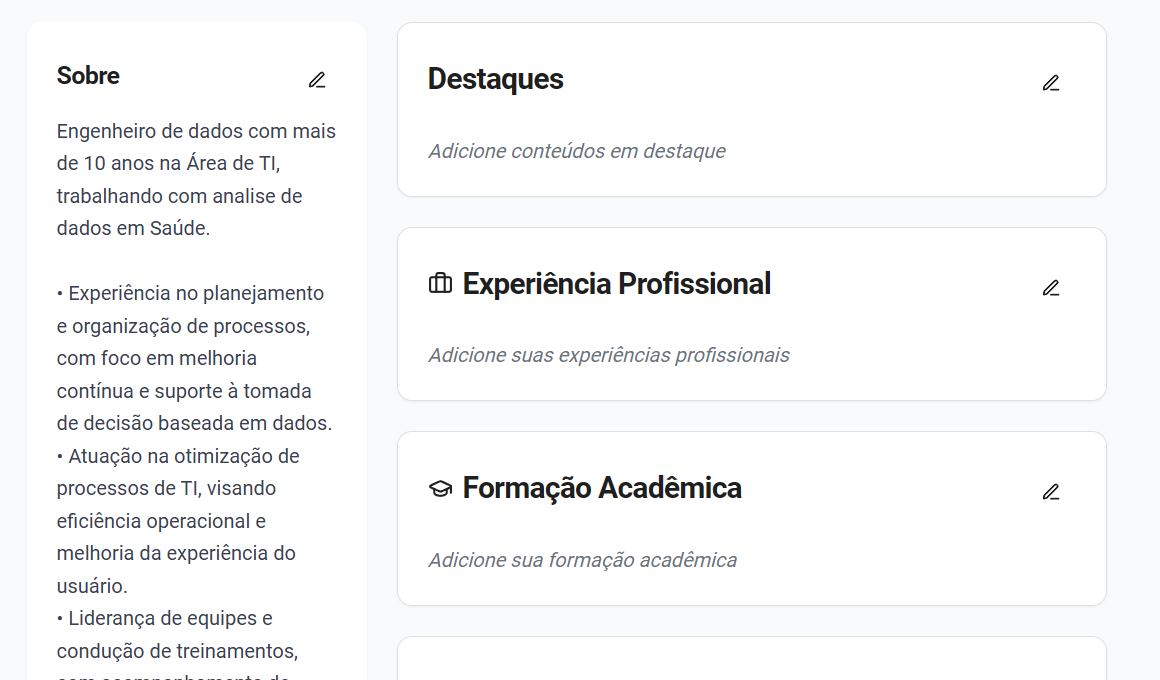 Sobre
Engenheiro de dados com mais
de 10 anos na Área de TI,
trabalhando com analise de
dados em Saúde.
• Experiência no planejamento
e organização de processos,
com foco em melhoria
contínua e suporte à tomada
de decisão baseada em dados.
• Atuação na otimização de
processos de TI, visando
eficiência operacional e
melhoria da experiência do
usuário.
• Liderança de equipes e
condução de treinamentos,
com acompanhamento de
Destaques
Adicione conteúdos em destaque
Experiência Profissional
Adicione suas experiências profissionais
Formação Acadêmica
Adicione sua formação acadêmica